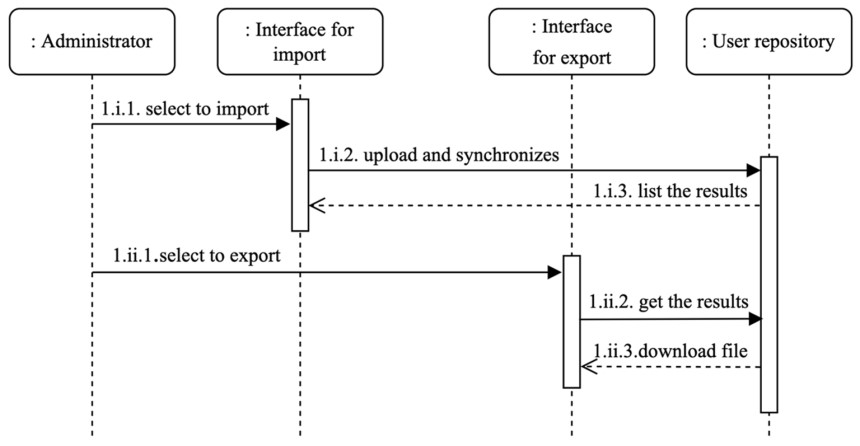 : Administrator
: Interface for
import
: Interface
for export
: User repository
1.i.1. select to import
1.i.2. upload and synchronizes
1.i.3. list the results
1.ii.1.select to export
1.ii.2. get the results
1.ii.3.download file